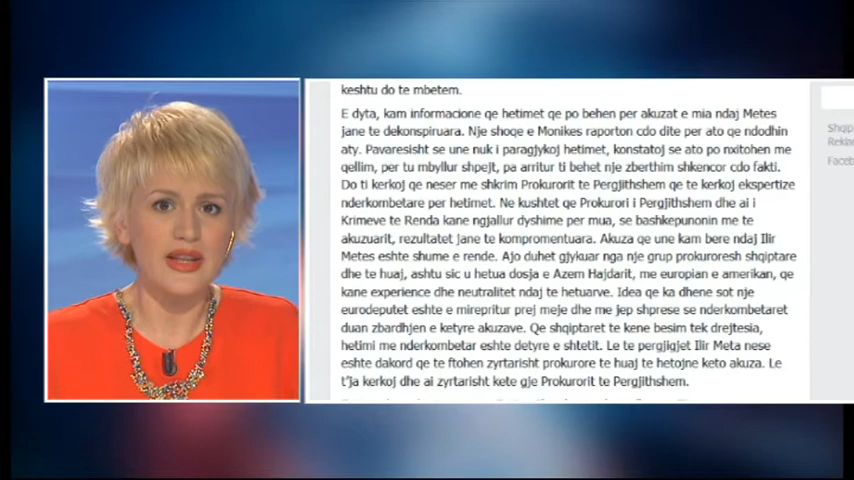 keshtu do te mbetem.
E dyta, kam informacione qe hetimet qe po behen per akuzat e mia ndaj Metes
jane te dekonspiruara. Nje shoqe e Monikes raporton cdo dite per ato qe ndodhin
aty. Pavaresisht se une nuk i paragjykoj hetimet, konstatoj se ato po nxitohen me
qellim, per tu mbyllur shpejt, pa arritur ti behet nje zberthim shkencor cdo fakti.
Do ti kerkoj qe neser me shkrim Prokurorit te Pergjithshem qe te kerkoj ekspertize
nderkombetare per hetimet. Ne kushtet qe Prokurori i Pergjithshem dhe ai i
Krimeve te Renda kane ngjallur dyshime per mua, se bashkepunonin me te
akuzuarit, rezultatet jane te kompromentuara. Akuza qe une kam bere ndaj Ilir
Metes eshte shume e rende. Ajo duhet gjykuar nga nje grup prokuroresh shqiptare
dhe te huaj, ashtu sic u hetua dosja e Azem Hajdarit, me europian e amerikan, qe
kane experience dhe neutralitet ndaj te hetuarve. Idea qe ka dhene sot nje
eurodeputet eshte e mirepritur prej meje dhe me jep shprese se nderkombetaret
duan zbardhjen e ketyre akuzave. Qe shqiptaret te kene besim tek drejtesia,
hetimi me nderkombetar eshte detyre e shtetit. Le te pergjigjet Ilir Meta nese
eshte dakord qe te ftohen zyrtarisht prokurore te huaj te hetojne keto akuza. Le
t'ja kerkoj dhe ai zyrtarisht kete gje Prokurorit te Pergjithshem.
Shqip
Rekla
Faceb